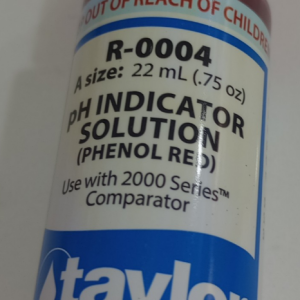 OUT OF REACH OF CHILDREN
R-0004
A size: 22 mL (.75 oz)
pH INDICATOR
SOLUTION
(PHENOL RED)
Use with 2000 Series™
Comparator
taylor